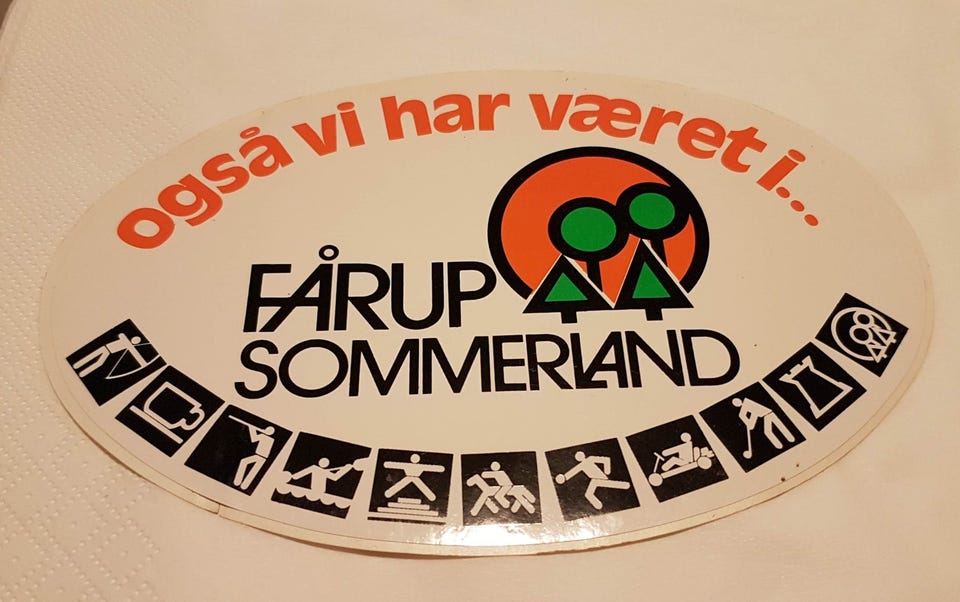 også vi har været i...
FÅRUP
SOMMERLAND